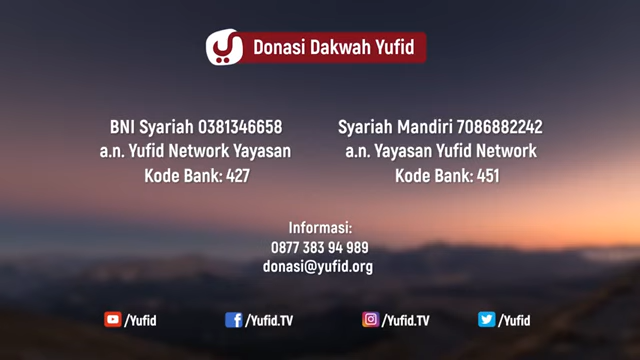 Donasi Dakwah Yufid
BNI Syariah 0381346658
a.n. Yufid Network Yayasan
Kode Bank: 427
Syariah Mandiri 7086882242
a.n. Yayasan Yufid Network
Kode Bank: 451
Informasi:
0877 383 94 989
donasi@yufid.org
/Yufid
/Yufid.TV
/Yufid.TV
/Yufid